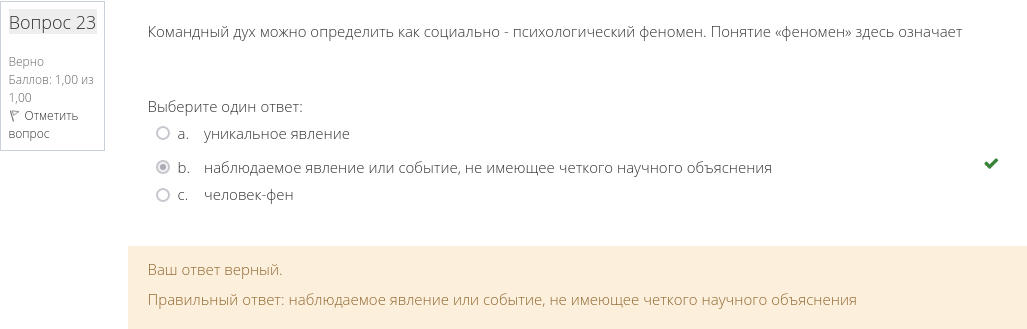 Вопрос 23
Верно
Баллов: 1,00 из
1,00
Отметить
вопрос
Командный дух можно определить как социально - психологический феномен. Понятие «феномен» здесь означает
Выберите один ответ:
a. уникальное явление
b. наблюдаемое явление или событие, не имеющее четкого научного объяснения
c. человек-фен
Ваш ответ верный.
Правильный ответ: наблюдаемое явление или событие, не имеющее четкого научного объяснения